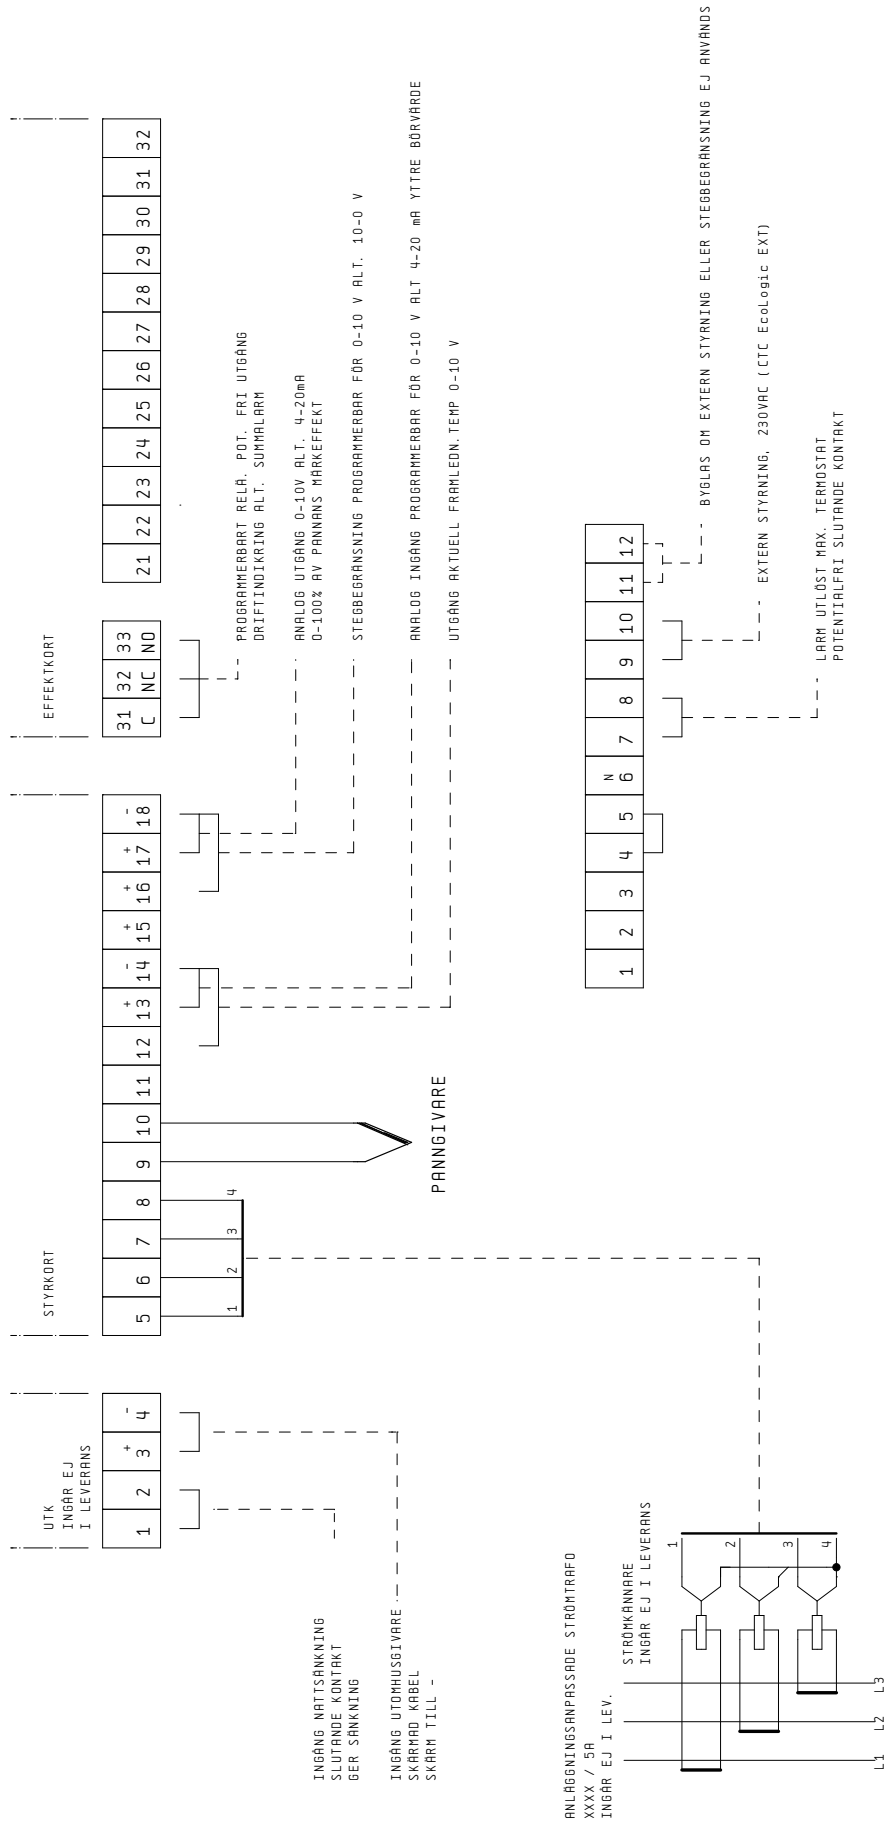 UTK
INGÅR EJ
I LEVERANS
STYRKORT
EFFEKTKORT
1 2 3 4
+ -
5 6 7 8 9 10 11 12 13 14 15 16 17 18
+ - + + + -
31 32 33
C NC NO
21 22 23 24 25 26 27 28 29 30 31 32
1 2 3 4
PROGRAMMERBART RELÄ. POT. FRI UTGÅNG
DRIFTINDIKRING ALT. SUMMALARM
ANALOG UTGÅNG 0-10V ALT. 4-20mA
0-100% AV PANNANS MÄRKEFFEKT
STEGBEGRÄNSNING PROGRAMMERBAR FÖR 0-10 V ALT. 10-0 V
ANALOG INGÅNG PROGRAMMERBAR FÖR 0-10 V ALT 4-20 mA YTTRE BÖRVÄRDE
UTGÅNG AKTUELL FRAMLEDN.TEMP 0-10 V
PANNGIVARE
INGÅNG NATTSÄNKNING
SLUTANDE KONTAKT
GER SÄNKNING
INGÅNG UTOMHUSGIVARE
SKÄRMAD KABEL
SKÄRM TILL -
1 2 3 4 5 6 7 8 9 10 11 12
N
BYGLAS OM EXTERN STYRNING ELLER STEGBEGRÄNSNING EJ ANVÄNDS
EXTERN STYRNING, 230VAC (CTC EcoLogic EXT)
LARM UTLÖST MAX. TERMOSTAT
POTENTIALFRI SLUTANDE KONTAKT
ANLÄGGNINGSANPASSADE STRÖMTRAFO
XXXX / 5A
INGÅR EJ I LEV.
STRÖMKÄNNARE
INGÅR EJ I LEVERANS
1
2
3
4
L1
L2
L3